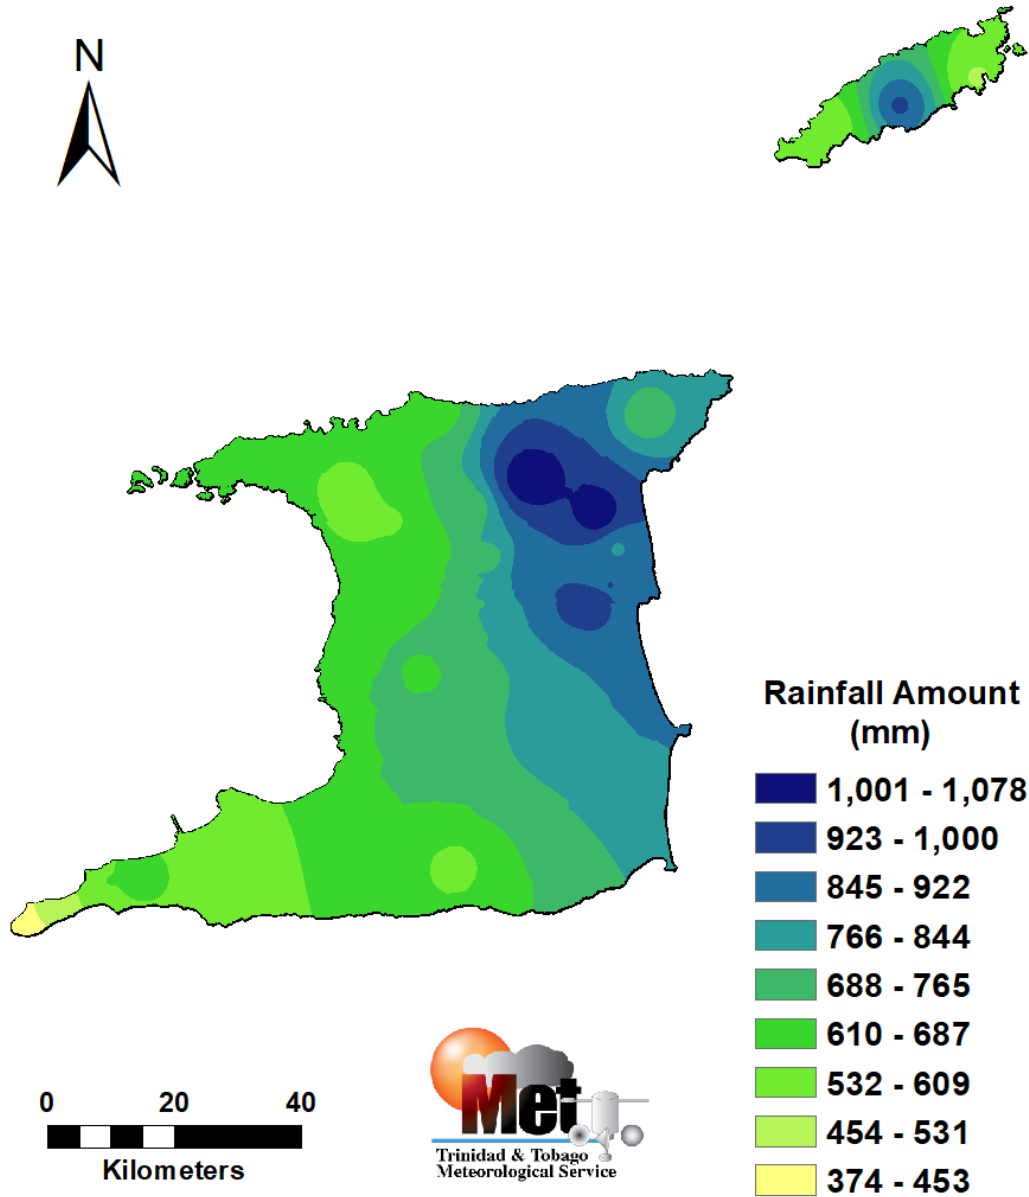 N
Rainfall Amount
(mm)
1,001 - 1,078
923 - 1,000
845 - 922
766 - 844
688 - 765
610 - 687
532 - 609
454 - 531
374 - 453
0 20 40
Kilometers
Met
Trinidad & Tobago
Meteorological Service